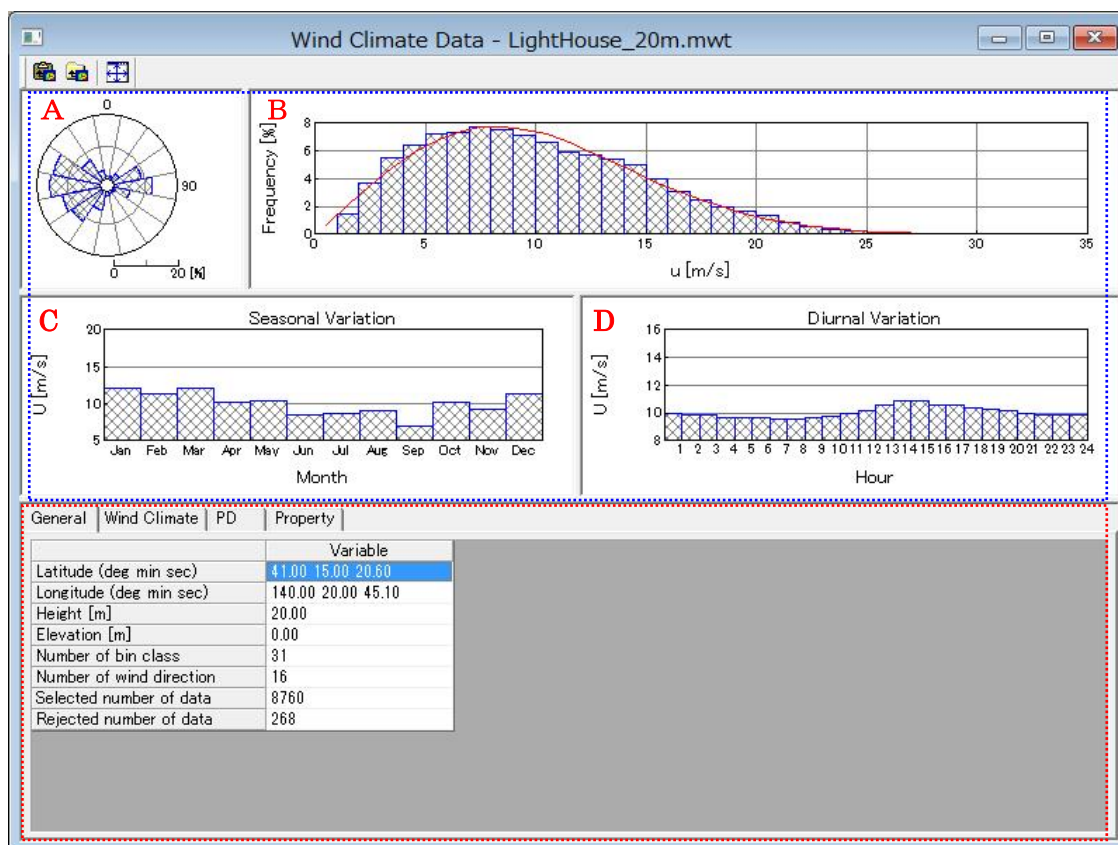 Wind Climate Data - LightHouse_20m.mwt
A
0
90
0 20 [%]
B
Frequency [%]
8
6
4
2
0
0 5 10 15 20 25 30 35
u [m/s]
C
Seasonal Variation
U [m/s]
20
15
10
5
Jan Feb Mar Apr May Jun Jul Aug Sep Oct Nov Dec
Month
D
Diurnal Variation
U [m/s]
16
14
12
10
8
1 2 3 4 5 6 7 8 9 10 11 12 13 14 15 16 17 18 19 20 21 22 23 24
Hour
General Wind Climate PD Property
Variable
Latitude (deg min sec) 41.00 15.00 20.60
Longitude (deg min sec) 140.00 20.00 45.10
Height [m] 20.00
Elevation [m] 0.00
Number of bin class 31
Number of wind direction 16
Selected number of data 8760
Rejected number of data 268